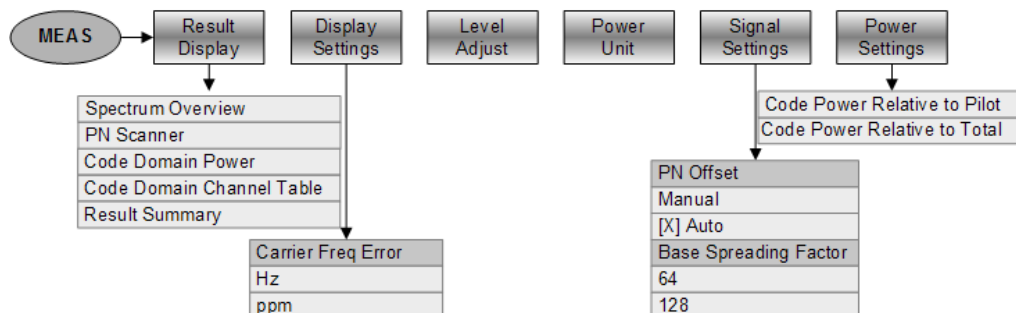 MEAS
Result
Display
Display
Settings
Level
Adjust
Power
Unit
Signal
Settings
Power
Settings
Spectrum Overview
PN Scanner
Code Domain Power
Code Domain Channel Table
Result Summary
Code Power Relative to Pilot
Code Power Relative to Total
PN Offset
Manual
[X] Auto
Base Spreading Factor
64
128
Carrier Freq Error
Hz
ppm